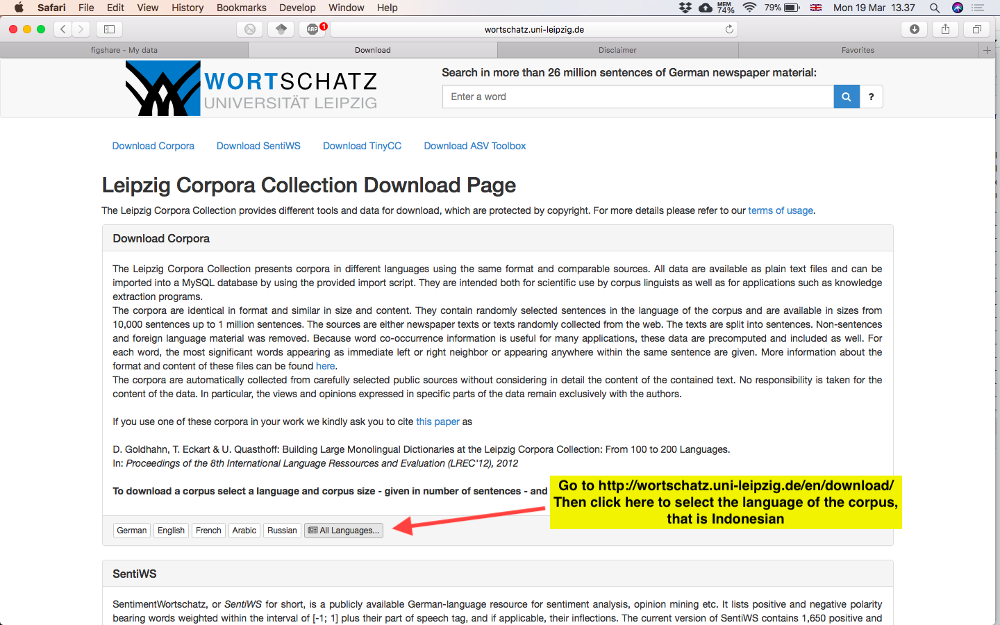 Safari File Edit View History Bookmarks Develop Window Help MEM 74% 79% Mon 19 Mar 13.37
ABP 1 wortschatz.uni-leipzig.de
figshare - My data Download Disclaimer Favorites
WORTSCHATZ
UNIVERSITÄT LEIPZIG
Search in more than 26 million sentences of German newspaper material:
Enter a word ?
Download Corpora Download SentiWS Download TinyCC Download ASV Toolbox
Leipzig Corpora Collection Download Page
The Leipzig Corpora Collection provides different tools and data for download, which are protected by copyright. For more details please refer to our terms of usage.
Download Corpora
The Leipzig Corpora Collection presents corpora in different languages using the same format and comparable sources. All data are available as plain text files and can be
imported into a MySQL database by using the provided import script. They are intended both for scientific use by corpus linguists as well as for applications such as knowledge
extraction programs.
The corpora are identical in format and similar in size and content. They contain randomly selected sentences in the language of the corpus and are available in sizes from
10,000 sentences up to 1 million sentences. The sources are either newspaper texts or texts randomly collected from the web. The texts are split into sentences. Non-sentences
and foreign language material was removed. Because word co-occurrence information is useful for many applications, these data are precomputed and included as well. For
each word, the most significant words appearing as immediate left or right neighbor or appearing anywhere within the same sentence are given. More information about the
format and content of these files can be found here.
The corpora are automatically collected from carefully selected public sources without considering in detail the content of the contained text. No responsibility is taken for the
content of the data. In particular, the views and opinions expressed in specific parts of the data remain exclusively with the authors.
If you use one of these corpora in your work we kindly ask you to cite this paper as
D. Goldhahn, T. Eckart & U. Quasthoff: Building Large Monolingual Dictionaries at the Leipzig Corpora Collection: From 100 to 200 Languages.
In: Proceedings of the 8th International Language Ressources and Evaluation (LREC'12), 2012
To download a corpus select a language and corpus size - given in number of sentences - and
Go to http://wortschatz.uni-leipzig.de/en/download/
Then click here to select the language of the corpus,
that is Indonesian
German English French Arabic Russian All Languages...
SentiWS
SentimentWortschatz, or SentiWS for short, is a publicly available German-language resource for sentiment analysis, opinion mining etc. It lists positive and negative polarity
bearing words weighted within the interval of [-1; 1] plus their part of speech tag, and if applicable, their inflections. The current version of SentiWS contains 1,650 positive and